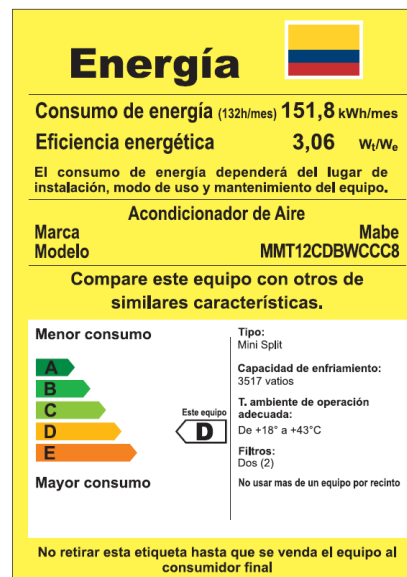 Energía
Consumo de energía (132h/mes) 151,8 kWh/mes
Eficiencia energética 3,06 Wt/We
El consumo de energía dependerá del lugar de
instalación, modo de uso y mantenimiento del equipo.
Acondicionador de Aire
Marca Mabe
Modelo MMT12CDBWCCC8
Compare este equipo con otros de
similares características.
Menor consumo
A
B
C
D
E
Mayor consumo
Este equipo
D
Tipo:
Mini Split
Capacidad de enfriamiento:
3517 vatios
T. ambiente de operación
adecuada:
De +18° a +43°C
Filtros:
Dos (2)
No usar mas de un equipo por recinto
No retirar esta etiqueta hasta que se venda el equipo al
consumidor final